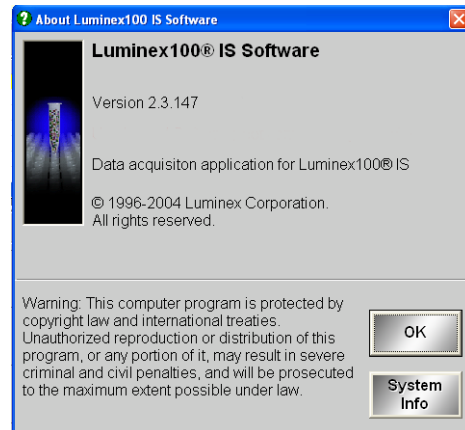 About Luminex100 IS Software
Luminex100® IS Software
Version 2.3.147
Data acquisiton application for Luminex100® IS
© 1996-2004 Luminex Corporation.
All rights reserved.
Warning: This computer program is protected by
copyright law and international treaties.
Unauthorized reproduction or distribution of this
program, or any portion of it, may result in severe
criminal and civil penalties, and will be prosecuted
to the maximum extent possible under law.
OK
System
Info